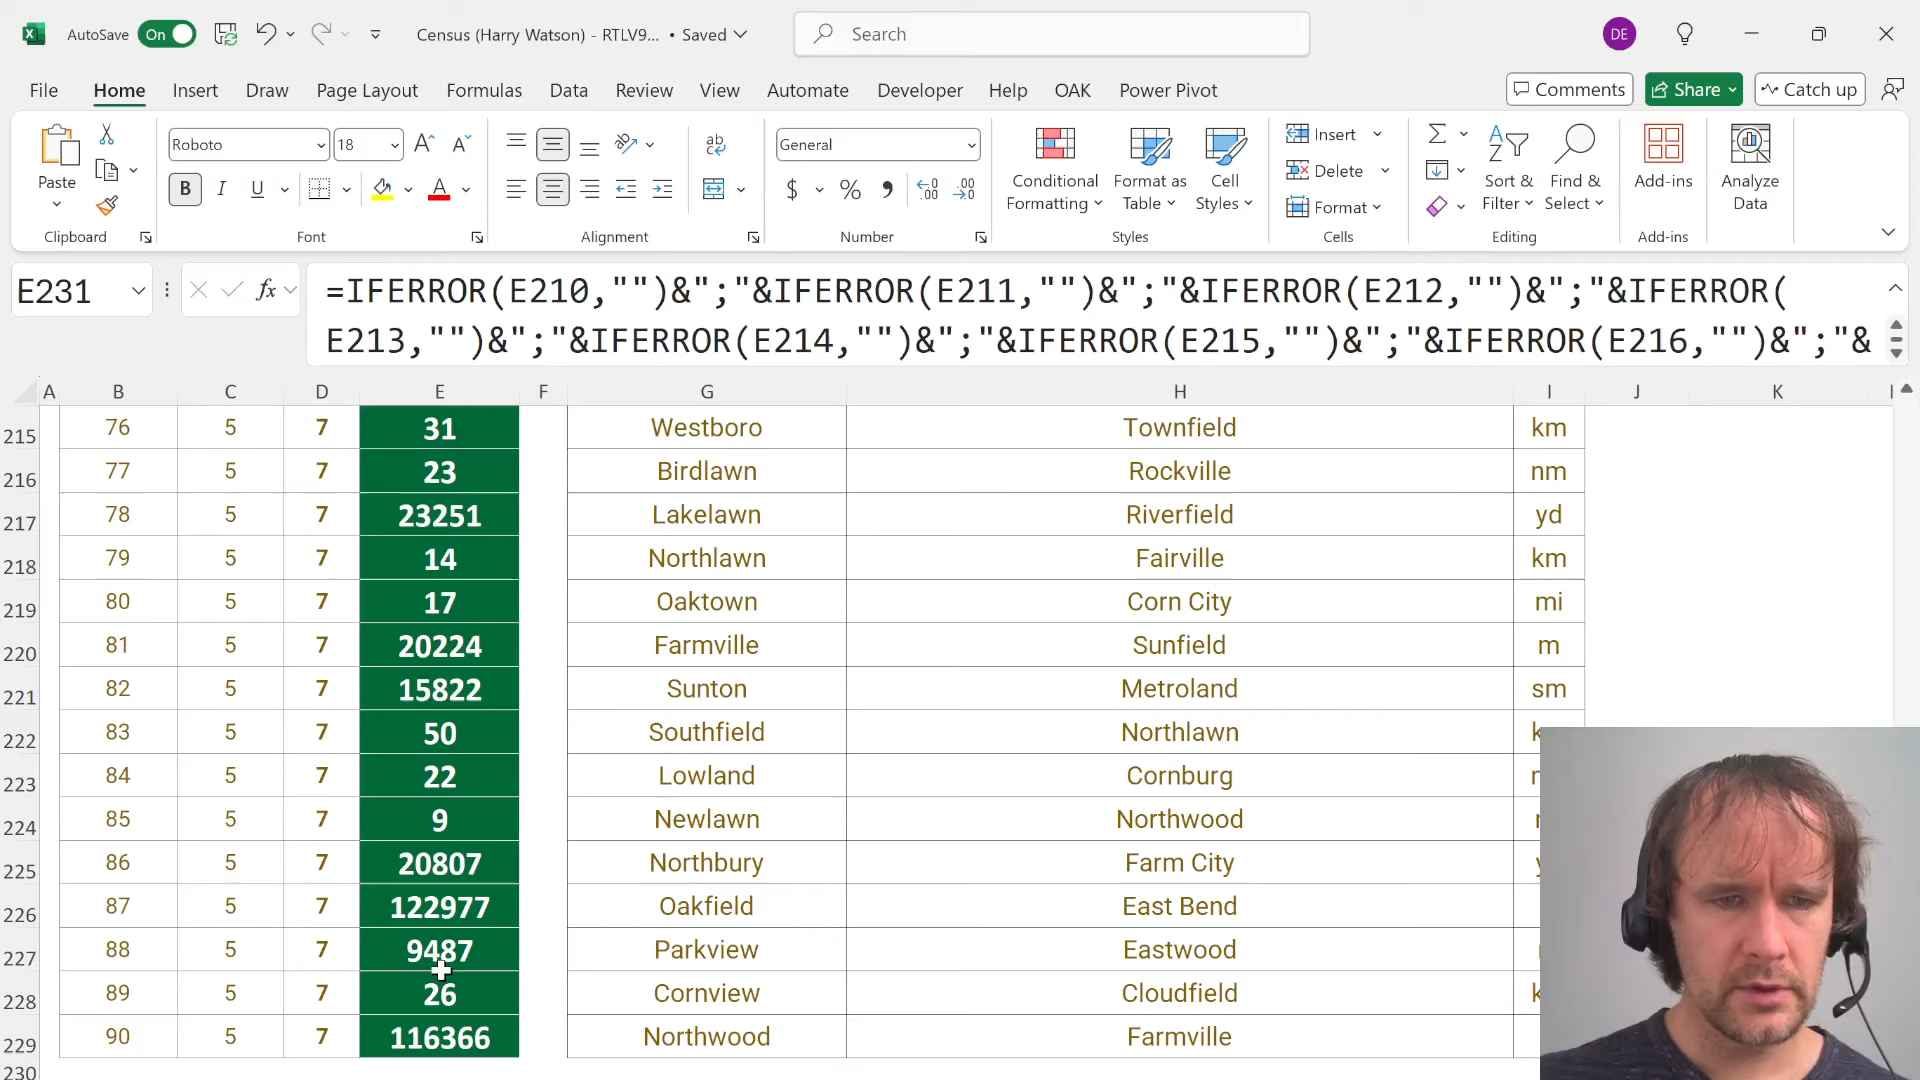 AutoSave On Census (Harry Watson) - RTLV9... • Saved Search DE
File Home Insert Draw Page Layout Formulas Data Review View Automate Developer Help OAK Power Pivot Comments Share Catch up
Paste Roboto 18 General Conditional Formatting Format as Table Cell Styles Insert Delete Format Sort & Filter Find & Select Add-ins Analyze Data
B I U A ab c $ % , .00
Clipboard Font Alignment Number Styles Cells Editing Add-ins
E231 fx =IFERROR(E210,"")&";"&IFERROR(E211,"")&";"&IFERROR(E212,"")&";"&IFERROR(
E213,"")&";"&IFERROR(E214,"")&";"&IFERROR(E215,"")&";"&IFERROR(E216,"")&";"&
A B C D E F G H I J K
215 76 5 7 31 Westboro Townfield km
216 77 5 7 23 Birdlawn Rockville nm
217 78 5 7 23251 Lakelawn Riverfield yd
218 79 5 7 14 Northlawn Fairville km
219 80 5 7 17 Oaktown Corn City mi
220 81 5 7 20224 Farmville Sunfield m
221 82 5 7 15822 Sunton Metroland sm
222 83 5 7 50 Southfield Northlawn
223 84 5 7 22 Lowland Cornburg
224 85 5 7 9 Newlawn Northwood
225 86 5 7 20807 Northbury Farm City
226 87 5 7 122977 Oakfield East Bend
227 88 5 7 9487 Parkview Eastwood
228 89 5 7 26 Cornview Cloudfield
229 90 5 7 116366 Northwood Farmville
230